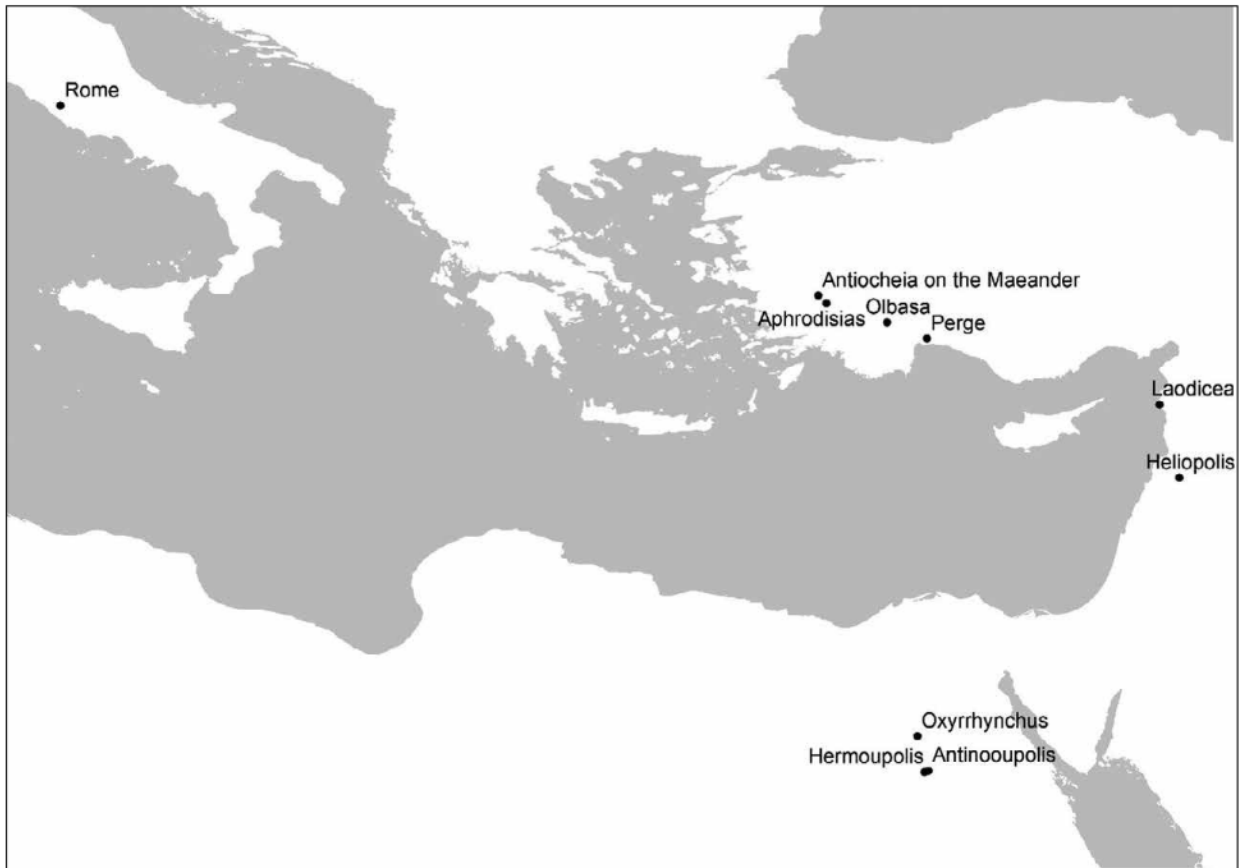 Rome
Antiocheia on the Maeander
Aphrodisias
Olbasa
Perge
Laodicea
Heliopolis
Oxyrrhynchus
Hermoupolis
Antinooupolis